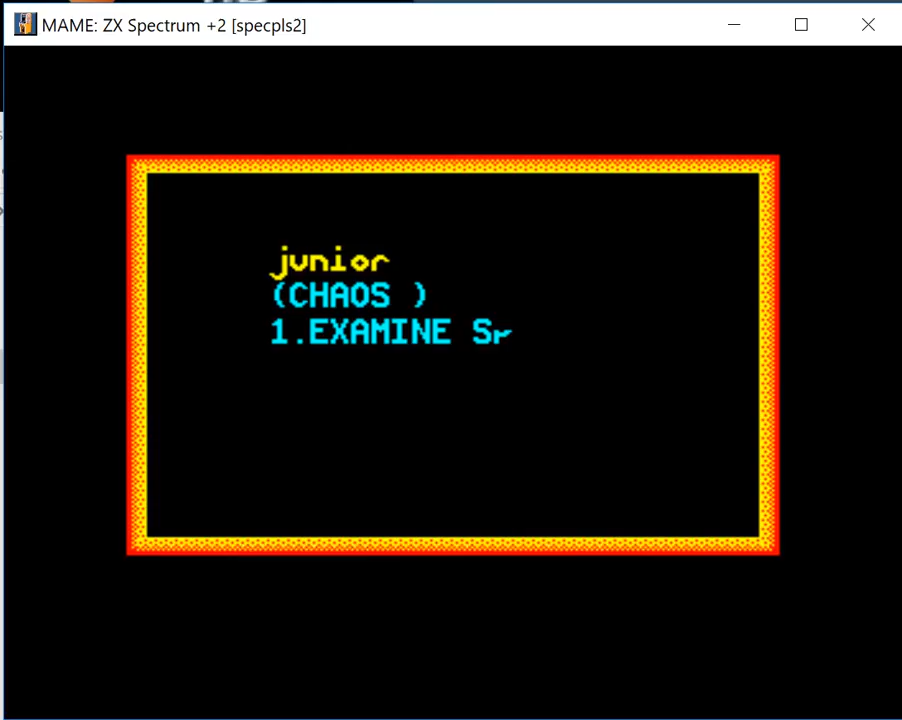 MAME: ZX Spectrum +2 [specpls2]
junior
(CHAOS )
1.EXAMINE Sr